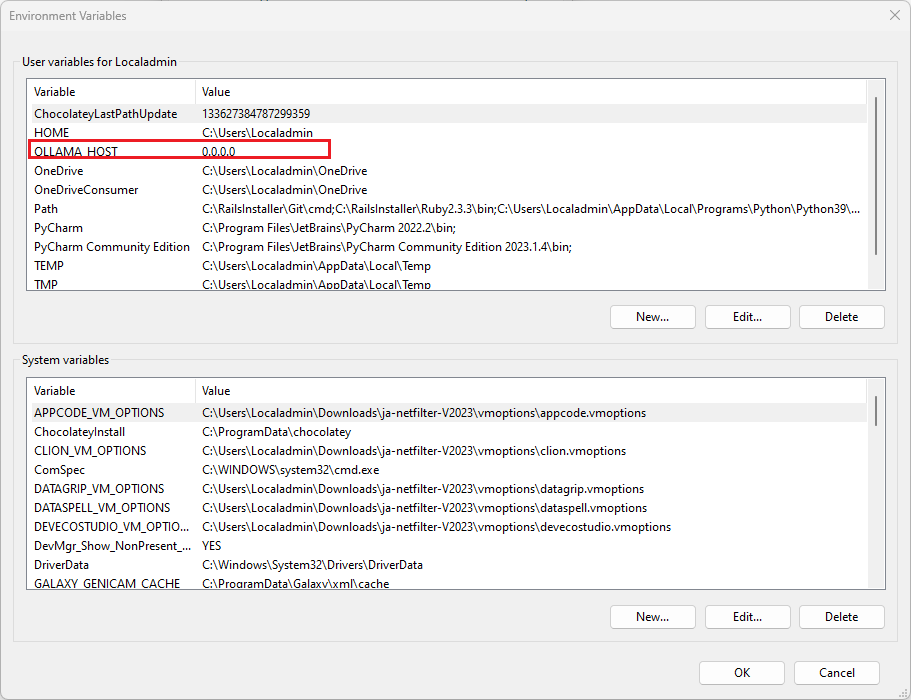 Environment Variables
User variables for Localadmin
Variable Value
ChocolateyLastPathUpdate 133627384787299359
HOME C:\Users\Localadmin
OLLAMA_HOST 0.0.0.0
OneDrive C:\Users\Localadmin\OneDrive
OneDriveConsumer C:\Users\Localadmin\OneDrive
Path C:\RailsInstaller\Git\cmd;C:\RailsInstaller\Ruby2.3.3\bin;C:\Users\Localadmin\AppData\Local\Programs\Python\Python39\...
PyCharm C:\Program Files\JetBrains\PyCharm 2022.2\bin;
PyCharm Community Edition C:\Program Files\JetBrains\PyCharm Community Edition 2023.1.4\bin;
TEMP C:\Users\Localadmin\AppData\Local\Temp
TMP C:\Users\Localadmin\AppData\Local\Temp
New... Edit... Delete
System variables
Variable Value
APPCODE_VM_OPTIONS C:\Users\Localadmin\Downloads\ja-netfilter-V2023\vmoptions\appcode.vmoptions
ChocolateyInstall C:\ProgramData\chocolatey
CLION_VM_OPTIONS C:\Users\Localadmin\Downloads\ja-netfilter-V2023\vmoptions\clion.vmoptions
ComSpec C:\WINDOWS\system32\cmd.exe
DATAGRIP_VM_OPTIONS C:\Users\Localadmin\Downloads\ja-netfilter-V2023\vmoptions\datagrip.vmoptions
DATASPELL_VM_OPTIONS C:\Users\Localadmin\Downloads\ja-netfilter-V2023\vmoptions\dataspell.vmoptions
DEVECOSTUDIO_VM_OPTIO... C:\Users\Localadmin\Downloads\ja-netfilter-V2023\vmoptions\devecostudio.vmoptions
DevMgr_Show_NonPresent_... YES
DriverData C:\Windows\System32\Drivers\DriverData
GALAXY_GENICAM_CACHE C:\ProgramData\Galaxy\xml\cache
New... Edit... Delete
OK Cancel